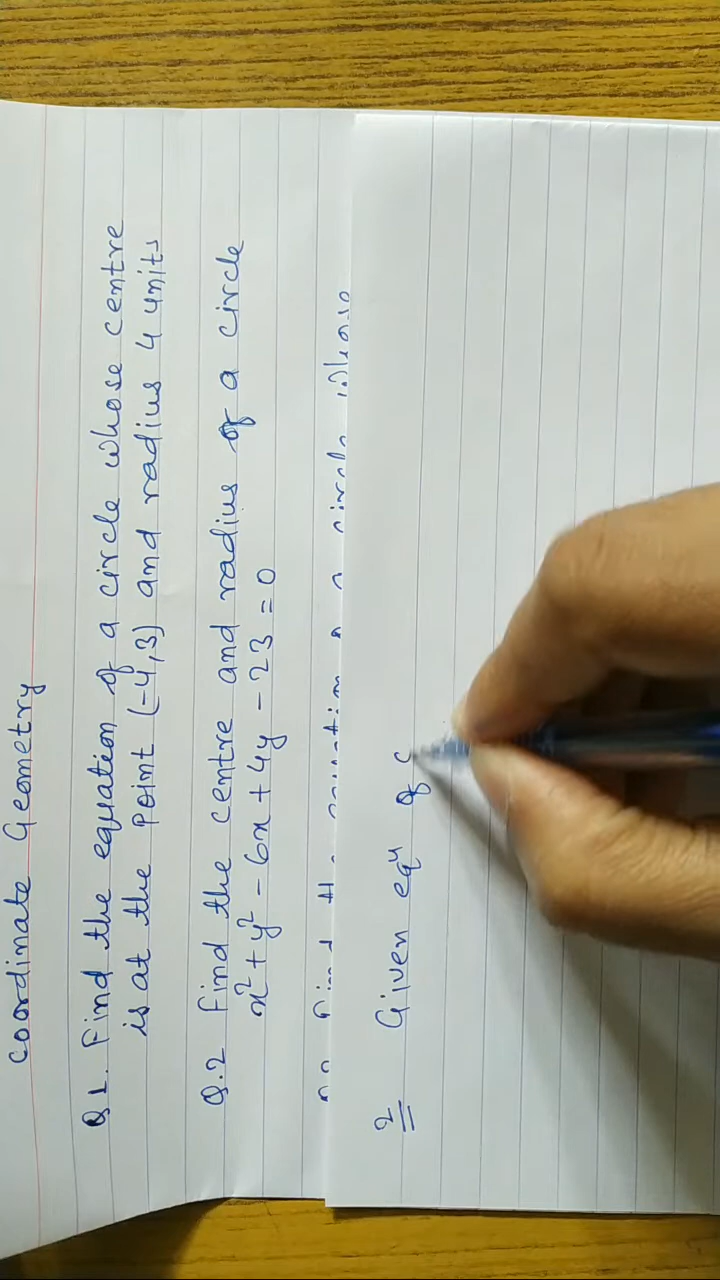 coordinate Geometry
Q 1. Find the equation of a circle whose centre
is at the point (-4,3) and radius 4 units
Q.2 Find the centre and radius of a circle
x² + y² - 6x + 4y - 23 = 0
2 Given eqⁿ of c